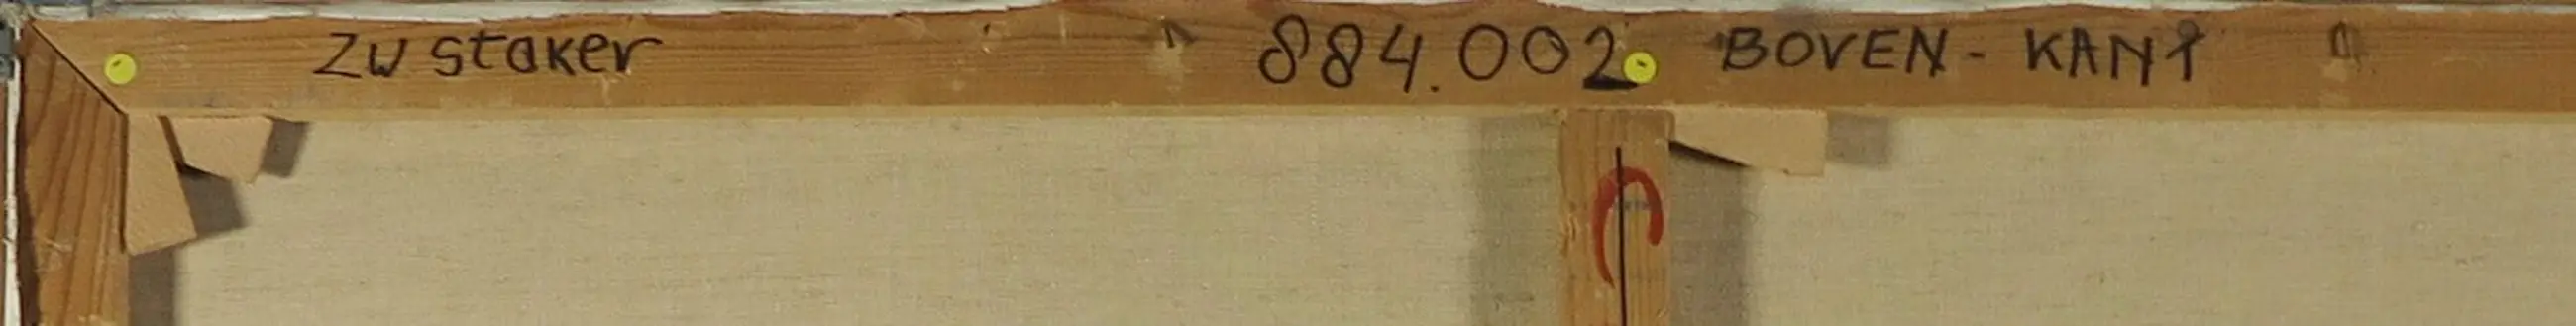 ZW staker 884.002 BOVEN - KANT